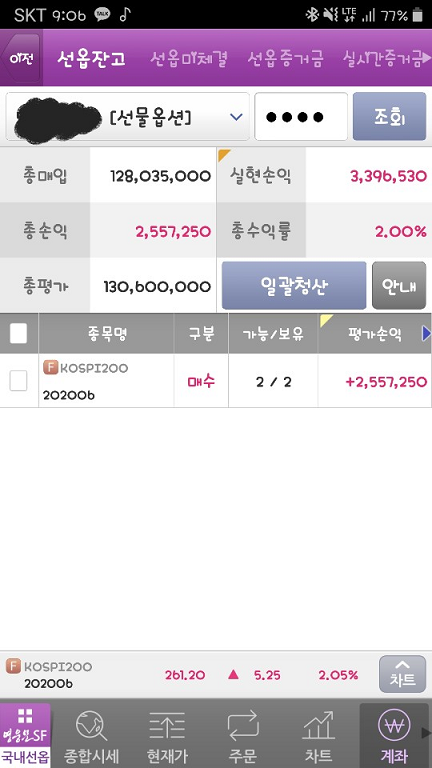 SKT 9:06 TALK LTE 77%
이전 선옵잔고 선옵미체결 선옵증거금 실시간증거금
[선물옵션] ●●●● 조회
총매입 128,035,000 실현손익 3,396,530
총손익 2,557,250 총수익률 2.00%
총평가 130,600,000 일괄청산 안내
종목명 구분 가능/보유 평가손익
F KOSPI200
202006 매수 2 / 2 +2,557,250
F KOSPI200
202006 261.20 ▲ 5.25 2.05% 차트
영웅문SF
국내선옵 종합시세 현재가 주문 차트 계좌